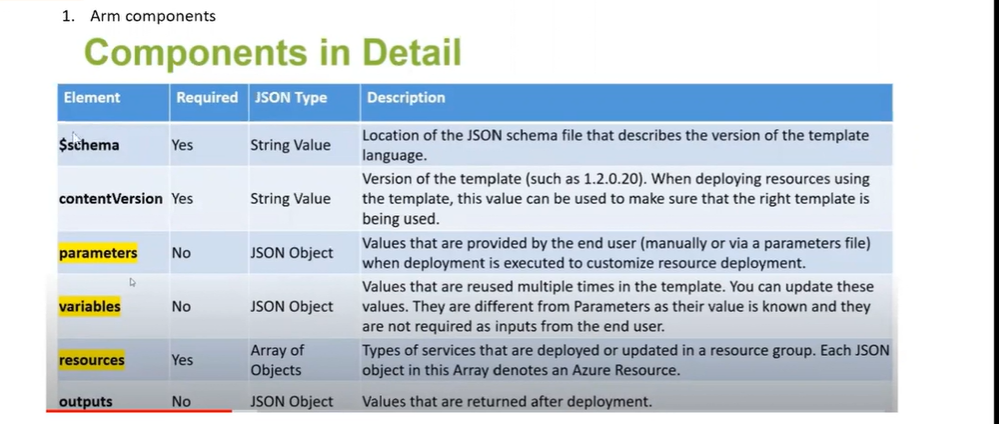 1. Arm components
Components in Detail
Element Required JSON Type Description
$schema Yes String Value Location of the JSON schema file that describes the version of the template
language.
contentVersion Yes String Value Version of the template (such as 1.2.0.20). When deploying resources using
the template, this value can be used to make sure that the right template is
being used.
parameters No JSON Object Values that are provided by the end user (manually or via a parameters file)
when deployment is executed to customize resource deployment.
variables No JSON Object Values that are reused multiple times in the template. You can update these
values. They are different from Parameters as their value is known and they
are not required as inputs from the end user.
resources Yes Array of
Objects Types of services that are deployed or updated in a resource group. Each JSON
object in this Array denotes an Azure Resource.
outputs No JSON Object Values that are returned after deployment.